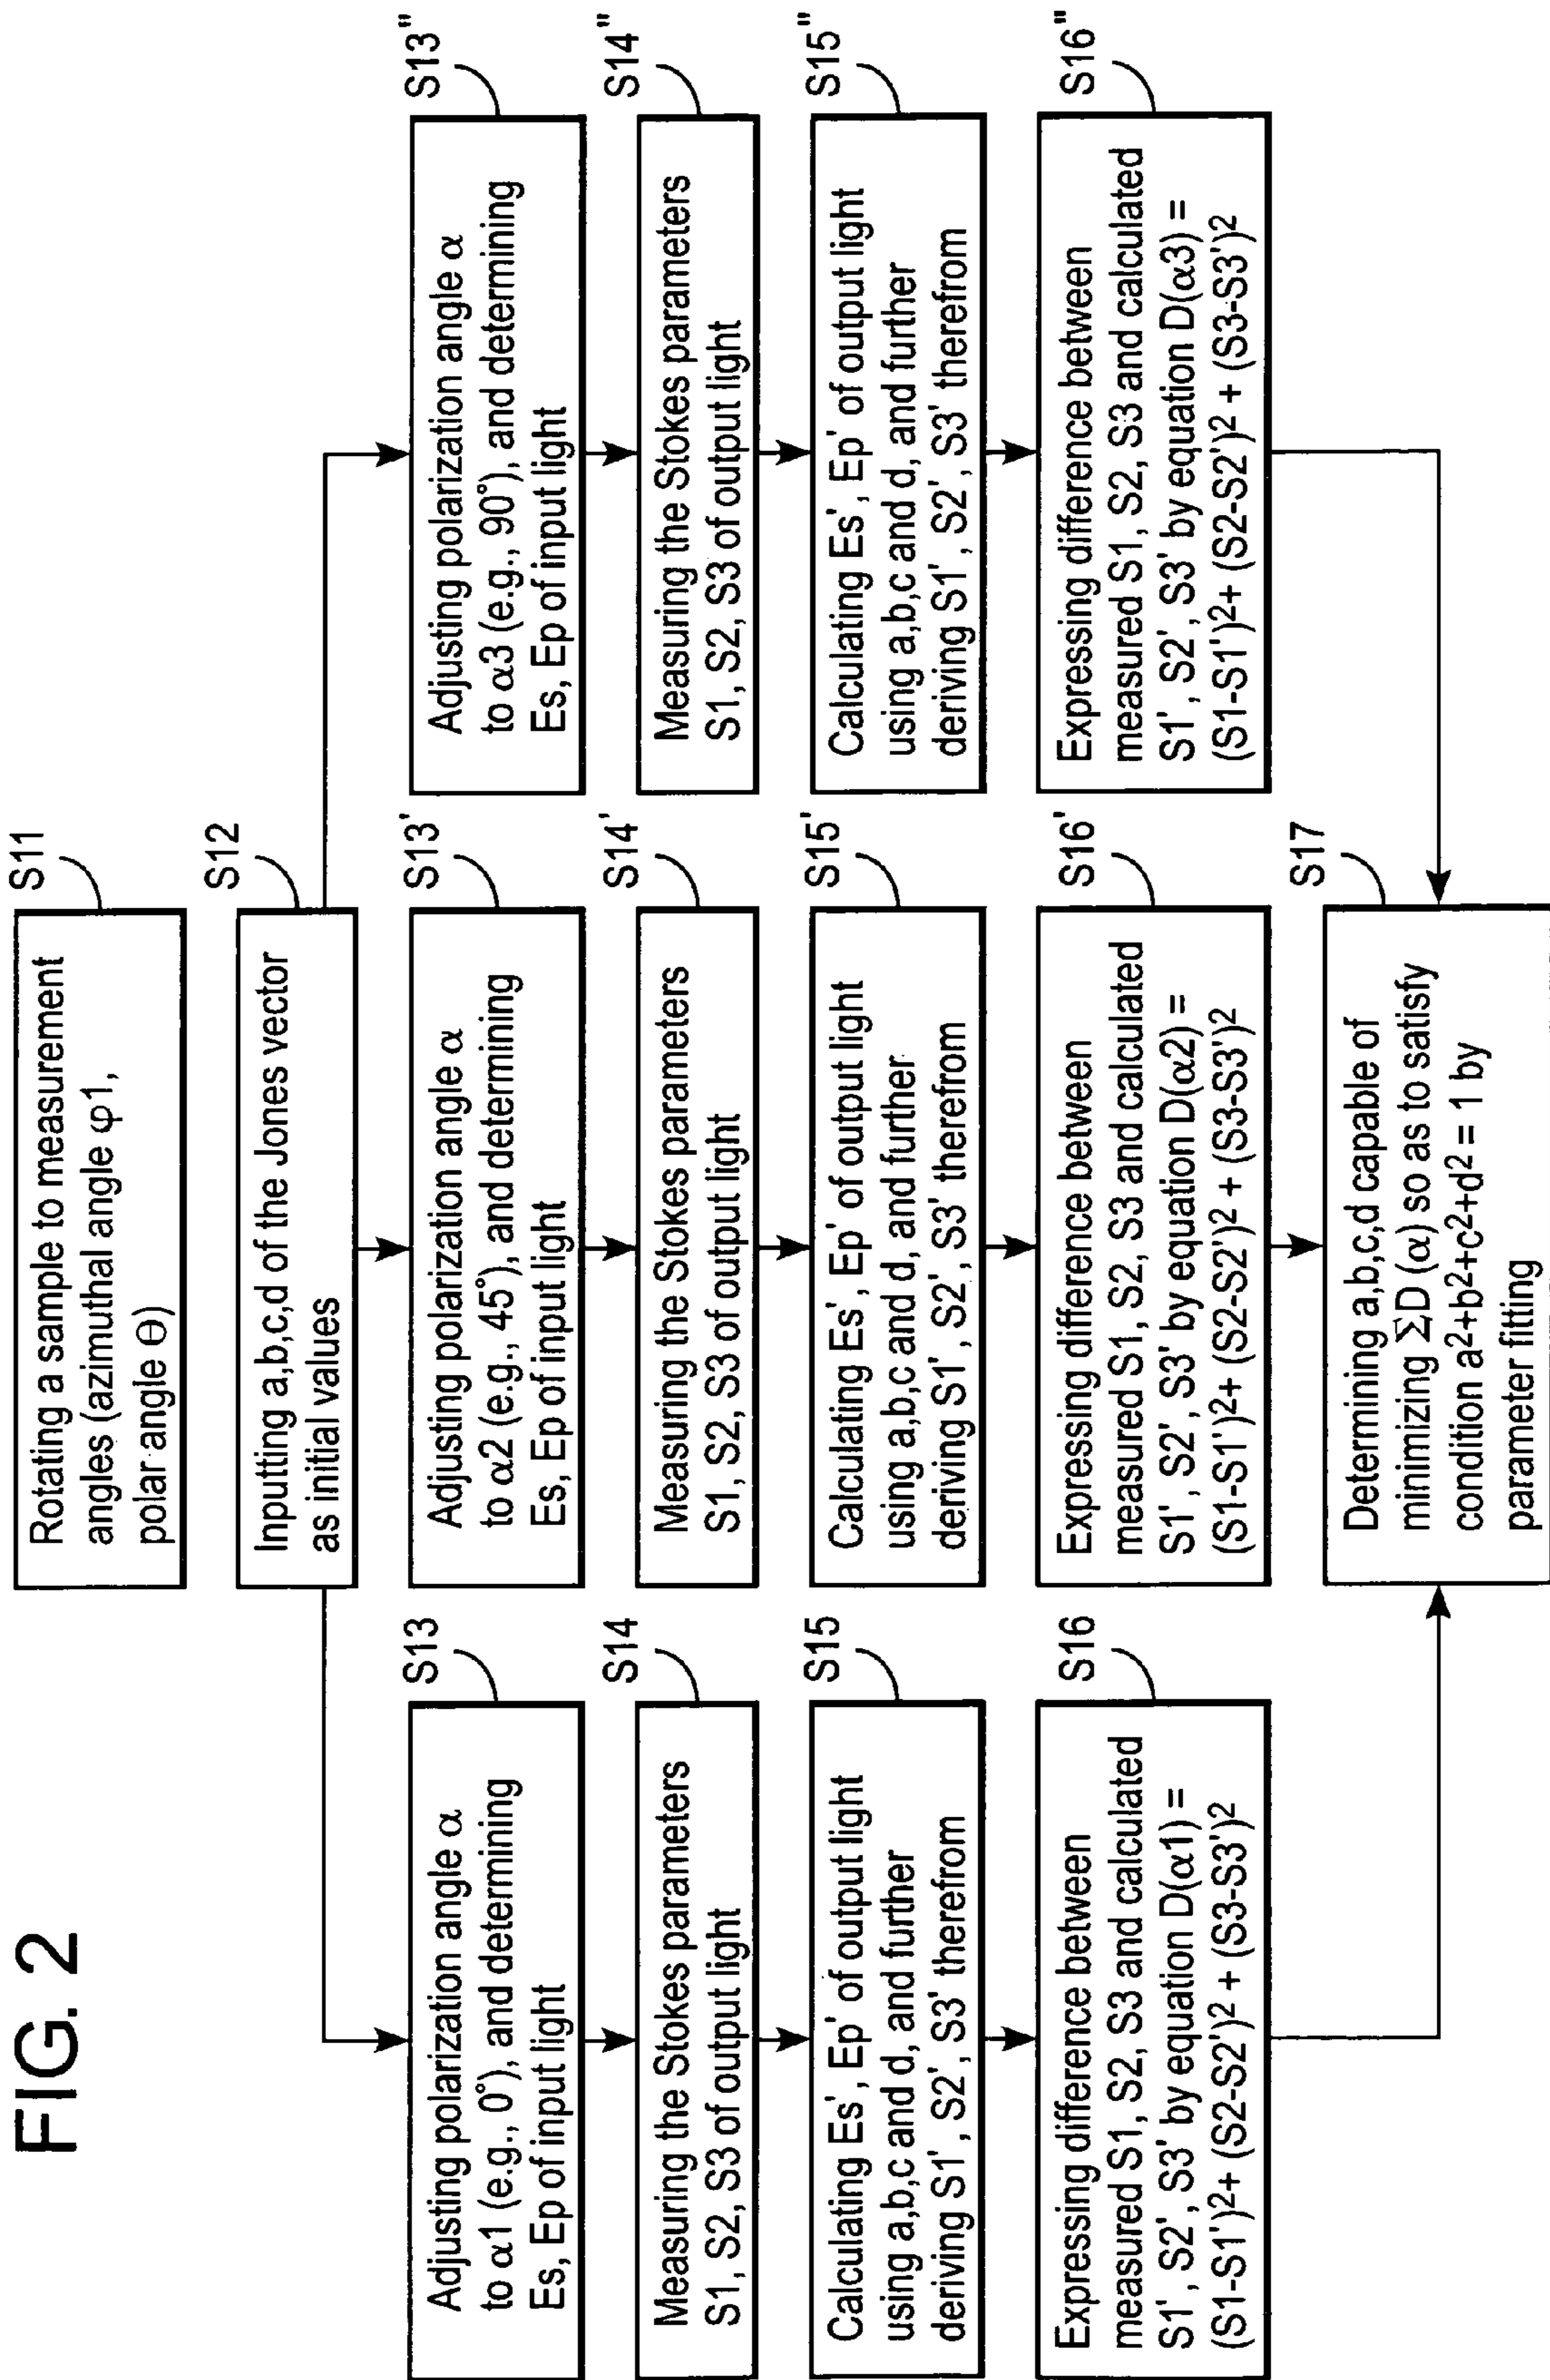 FIG. 2
S11
Rotating a sample to measurement
angles (azimuthal angle φ1,
polar angle Θ)
S12
Inputting a,b,c,d of the Jones vector
as initial values
S13
Adjusting polarization angle α
to α1 (e.g., 0°), and determining
Es, Ep of input light
S14
Measuring the Stokes parameters
S1, S2, S3 of output light
S15
Calculating Es', Ep' of output light
using a,b,c and d, and further
deriving S1', S2', S3' therefrom
S16
Expressing difference between
measured S1, S2, S3 and calculated
S1', S2', S3' by equation D(α1) =
(S1-S1')²+ (S2-S2')² + (S3-S3')²
S13'
Adjusting polarization angle α
to α2 (e.g., 45°), and determining
Es, Ep of input light
S14'
Measuring the Stokes parameters
S1, S2, S3 of output light
S15'
Calculating Es', Ep' of output light
using a,b,c and d, and further
deriving S1', S2', S3' therefrom
S16'
Expressing difference between
measured S1, S2, S3 and calculated
S1', S2', S3' by equation D(α2) =
(S1-S1')²+ (S2-S2')² + (S3-S3')²
S13"
Adjusting polarization angle α
to α3 (e.g., 90°), and determining
Es, Ep of input light
S14"
Measuring the Stokes parameters
S1, S2, S3 of output light
S15"
Calculating Es', Ep' of output light
using a,b,c and d, and further
deriving S1', S2', S3' therefrom
S16"
Expressing difference between
measured S1, S2, S3 and calculated
S1', S2', S3' by equation D(α3) =
(S1-S1')²+ (S2-S2')² + (S3-S3')²
S17
Determining a,b,c,d capable of
minimizing ΣD (α) so as to satisfy
condition a²+b²+c²+d² = 1 by
parameter fitting